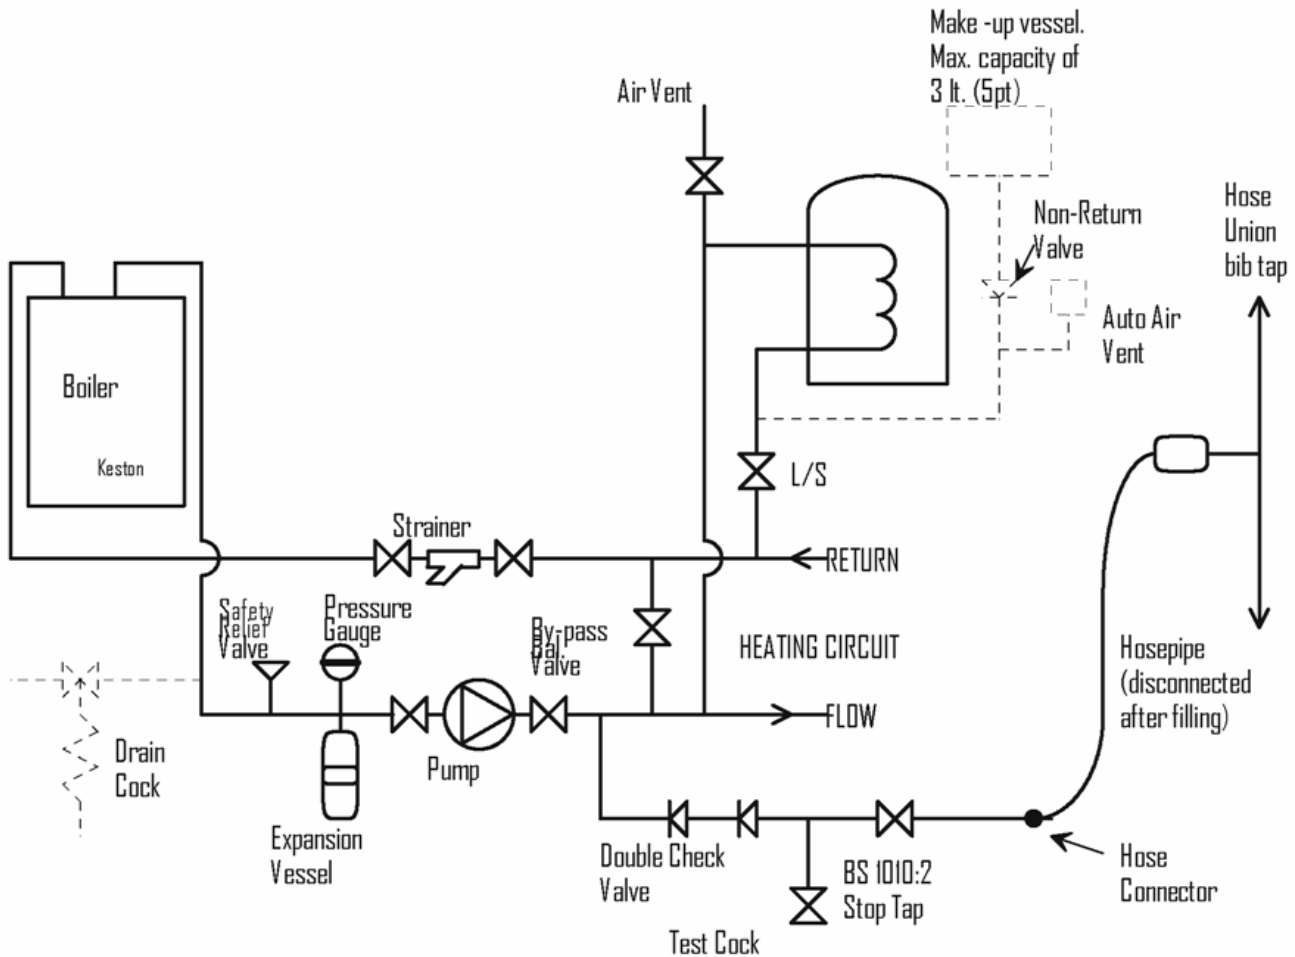 Make -up vessel.
Max. capacity of
3 lt. (5pt)
Air Vent
Hose
Union
bib tap
Non-Return
Valve
Auto Air
Vent
Boiler
Keston
L/S
Strainer
RETURN
Safety
Relief
Valve
Pressure
Gauge
By-pass
Bal.
Valve
HEATING CIRCUIT
Hosepipe
(disconnected
after filling)
FLOW
Drain
Cock
Pump
Expansion
Vessel
Double Check
Valve
BS 1010:2
Stop Tap
Hose
Connector
Test Cock